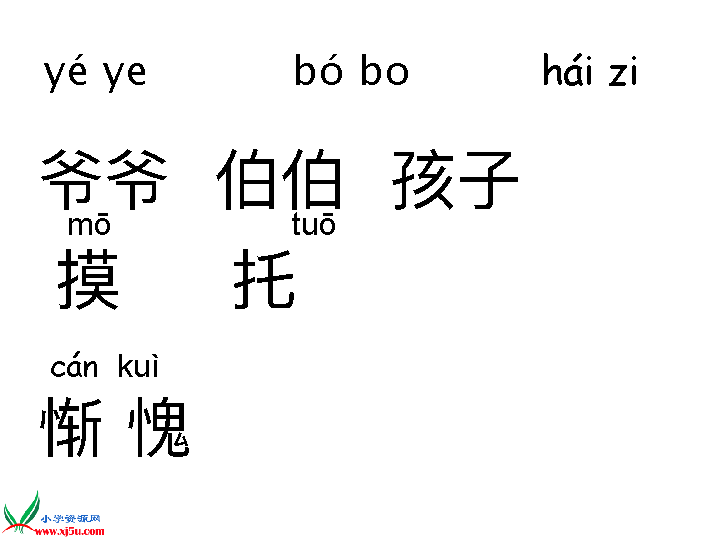 yé ye bó bo hái zi
爷爷 伯伯 孩子
mō tuō
摸 托
cán kuì
惭 愧
小学资源网
www.xj5u.com